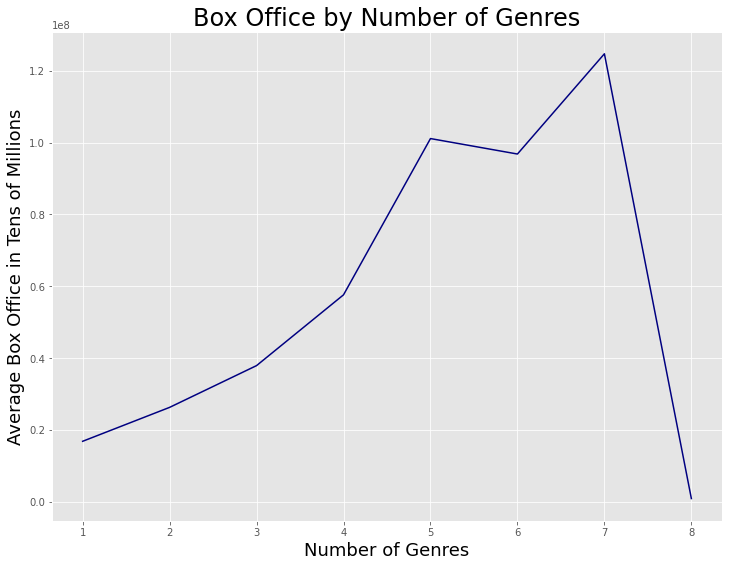 Box Office by Number of Genres
1e8
1.2
1.0
0.8
0.6
0.4
0.2
0.0
Average Box Office in Tens of Millions
1 2 3 4 5 6 7 8
Number of Genres